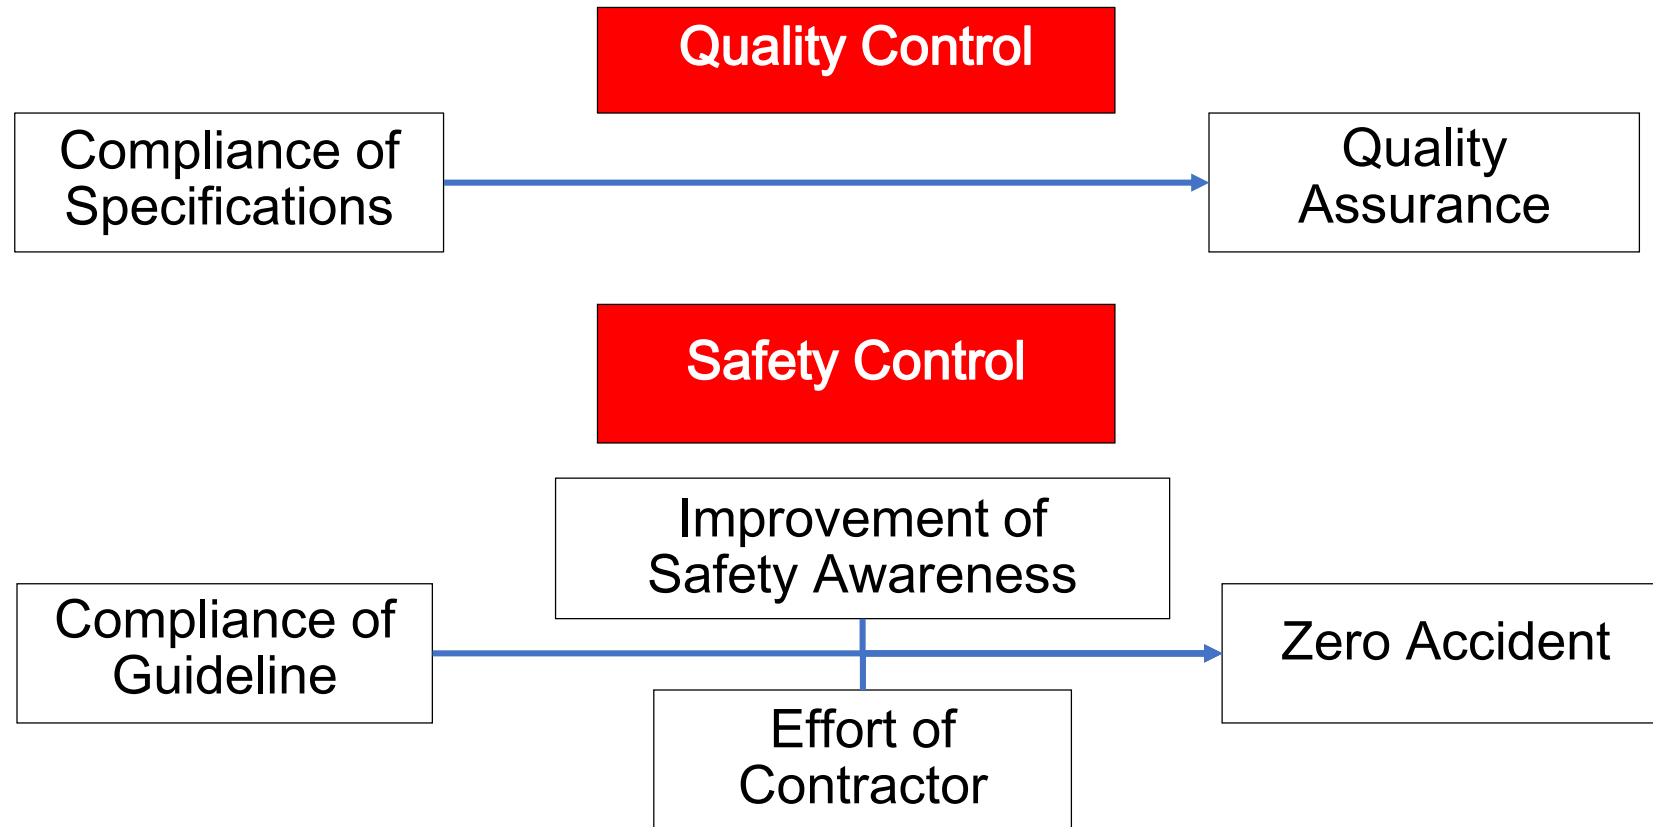 Quality Control
Compliance of
Specifications
Quality
Assurance
Safety Control
Improvement of
Safety Awareness
Compliance of
Guideline
Zero Accident
Effort of
Contractor